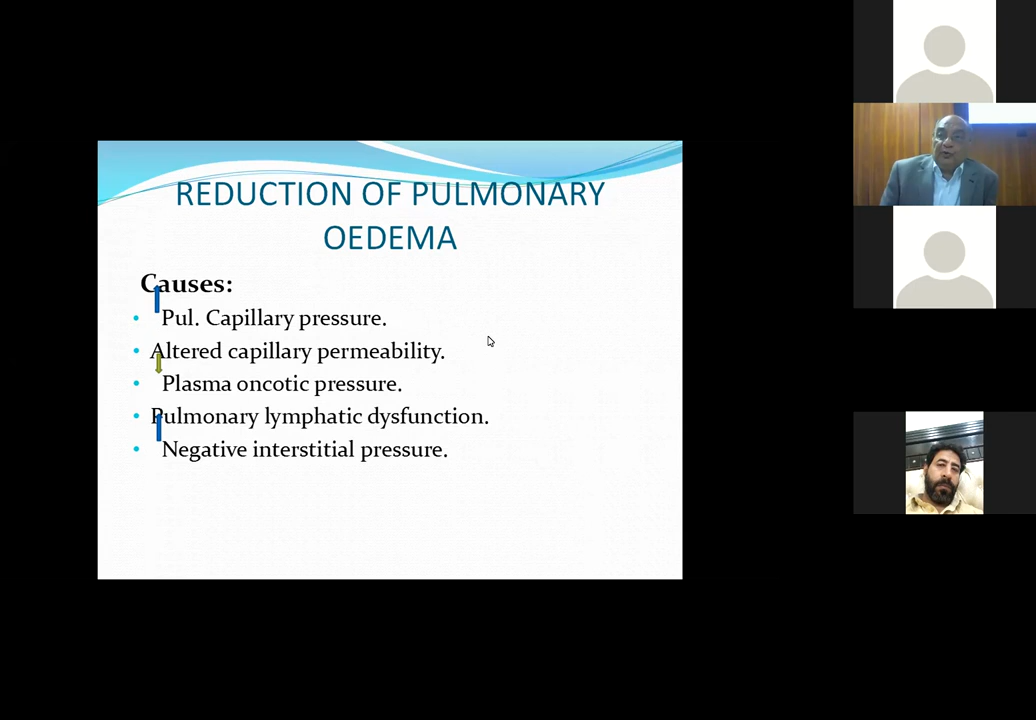 REDUCTION OF PULMONARY
OEDEMA
Causes:
• Pul. Capillary pressure.
• Altered capillary permeability.
• Plasma oncotic pressure.
• Pulmonary lymphatic dysfunction.
• Negative interstitial pressure.